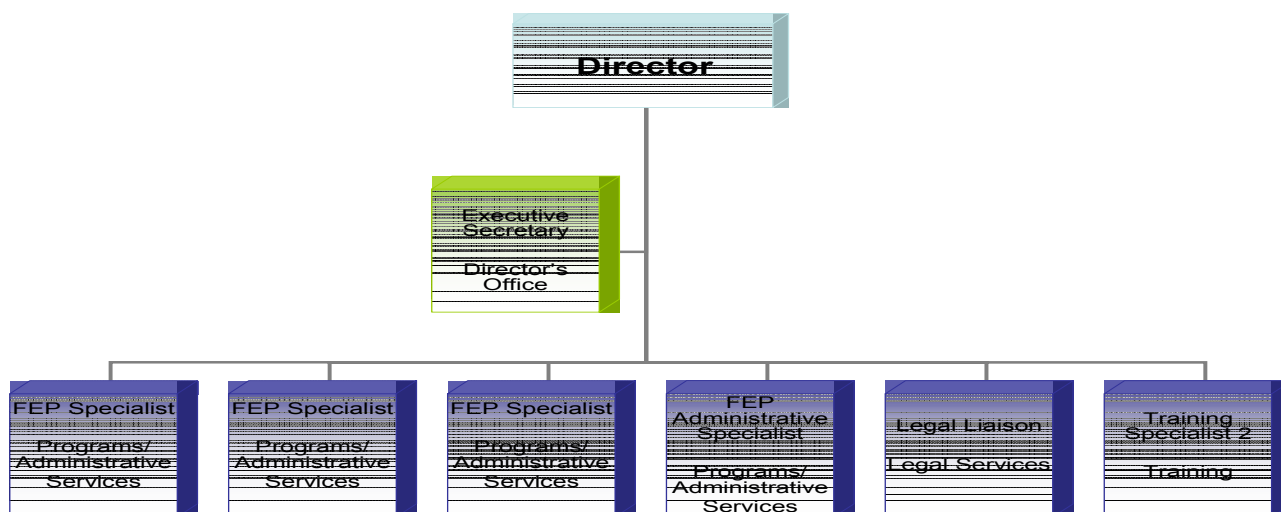 Director
Executive
Secretary
Director's
Office
FEP Specialist
Programs/
Administrative
Services
FEP Specialist
Programs/
Administrative
Services
FEP Specialist
Programs/
Administrative
Services
FEP
Administrative
Specialist
Programs/
Administrative
Services
Legal Liaison
Legal Services
Training
Specialist 2
Training